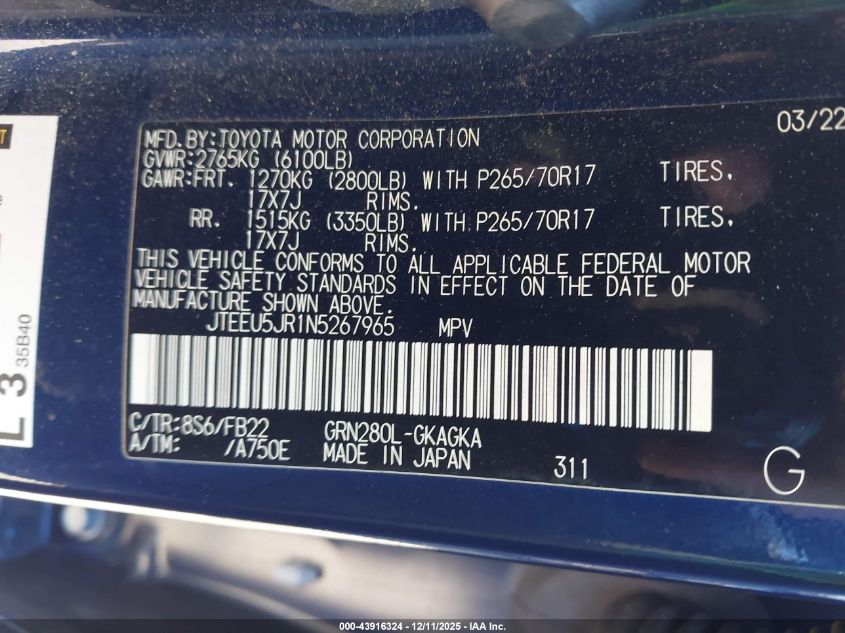 03/22
MFD.BY:TOYOTA MOTOR CORPORATION
GVWR:2765KG (6100LB)
GAWR:FRT. 1270KG (2800LB) WITH P265/70R17 TIRES,
17X7J RIMS.
RR. 1515KG (3350LB) WITH P265/70R17 TIRES,
17X7J RIMS.
THIS VEHICLE CONFORMS TO ALL APPLICABLE FEDERAL MOTOR
VEHICLE SAFETY STANDARDS IN EFFECT ON THE DATE OF
MANUFACTURE SHOWN ABOVE.
JTEEU5JR1N5267965 MPV
C/TR:8S6/FB22 GRN280L-GKAGKA
A/TM: /A750E MADE IN JAPAN 311
G
3
35B40
000-43916324 - 12/11/2025 - IAA Inc.